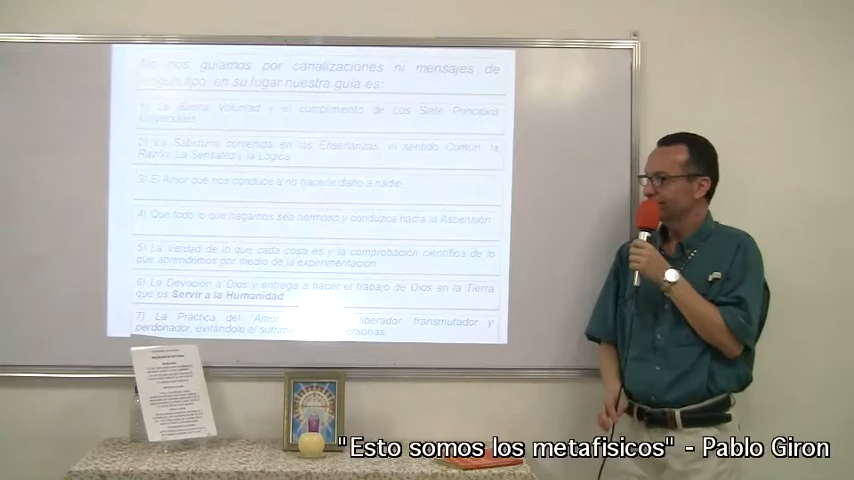 No nos guiamos por canalizaciones ni mensajes de
ningún tipo, en su lugar nuestra guía es:
1) La Buena Voluntad y el cumplimiento de Los Siete Principios
Universales
2) La Sabiduría contenida en las Enseñanzas, el sentido Común, la
Razón, La Sensatez y la Lógica
3) El Amor que nos conduce a no hacerle daño a nadie
4) Que todo lo que hagamos sea hermoso y conduzca hacia la Ascensión
5) La Verdad de lo que cada cosa es y la comprobación científica de lo
que aprendemos por medio de la experimentación
6) La Devoción a Dios y entrega a hacer el trabajo de Dios en la Tierra
que es Servir a la Humanidad
7) La Práctica del "Amor liberador, transmutador y
perdonador, evitándole el
"Esto somos los metafisicos" - Pablo Giron